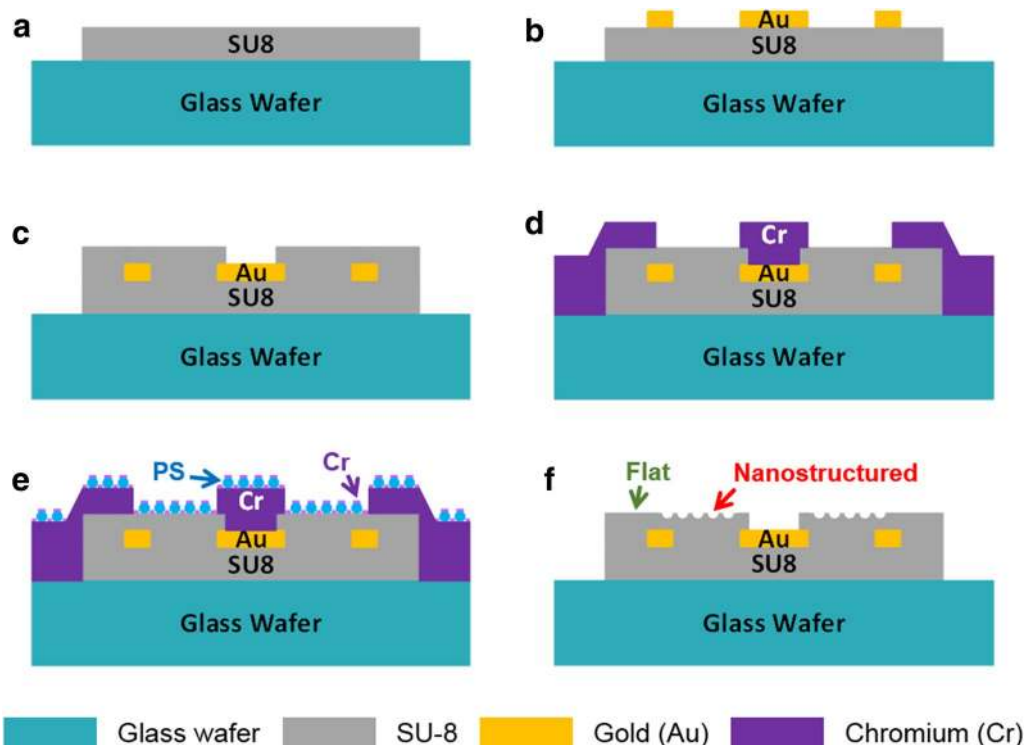 a
SU8
Glass Wafer
b
Au
SU8
Glass Wafer
c
Au
SU8
Glass Wafer
d
Cr
Au
SU8
Glass Wafer
e
PS
Cr
Cr
Au
SU8
Glass Wafer
f
Flat
Nanostructured
Au
SU8
Glass Wafer
Glass wafer
SU-8
Gold (Au)
Chromium (Cr)